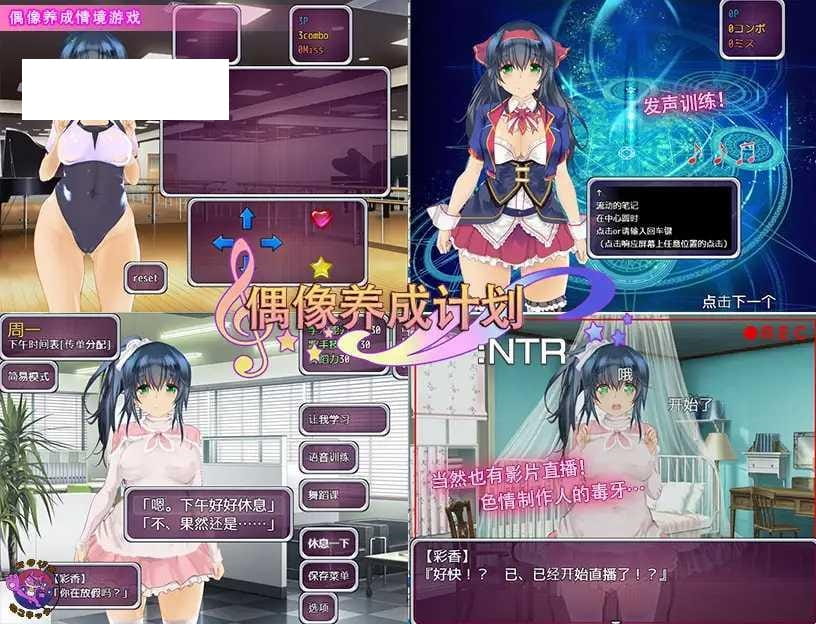 偶像养成情境游戏
3P
3combo
0Miss
reset
0P
0コンボ
0ミス
发声训练!
↑
流动的笔记
在中心圆时
点击or请输入回车键
(点击响应屏幕上任意位置的点击)
点击下一个
偶像养成计划
:NTR
周一
下午时间表[传单分配]
简易模式
30
30
力30
让我学习
语音训练
舞蹈课
休息一下
保存菜单
选项
「嗯。下午好好休息」
「不、果然还是……」
【彩香】
「你在放假吗?」
REC
哦
开始了
当然也有影片直播!
色情制作人的毒牙…
【彩香】
『好快!? 已、已经开始直播了!?』